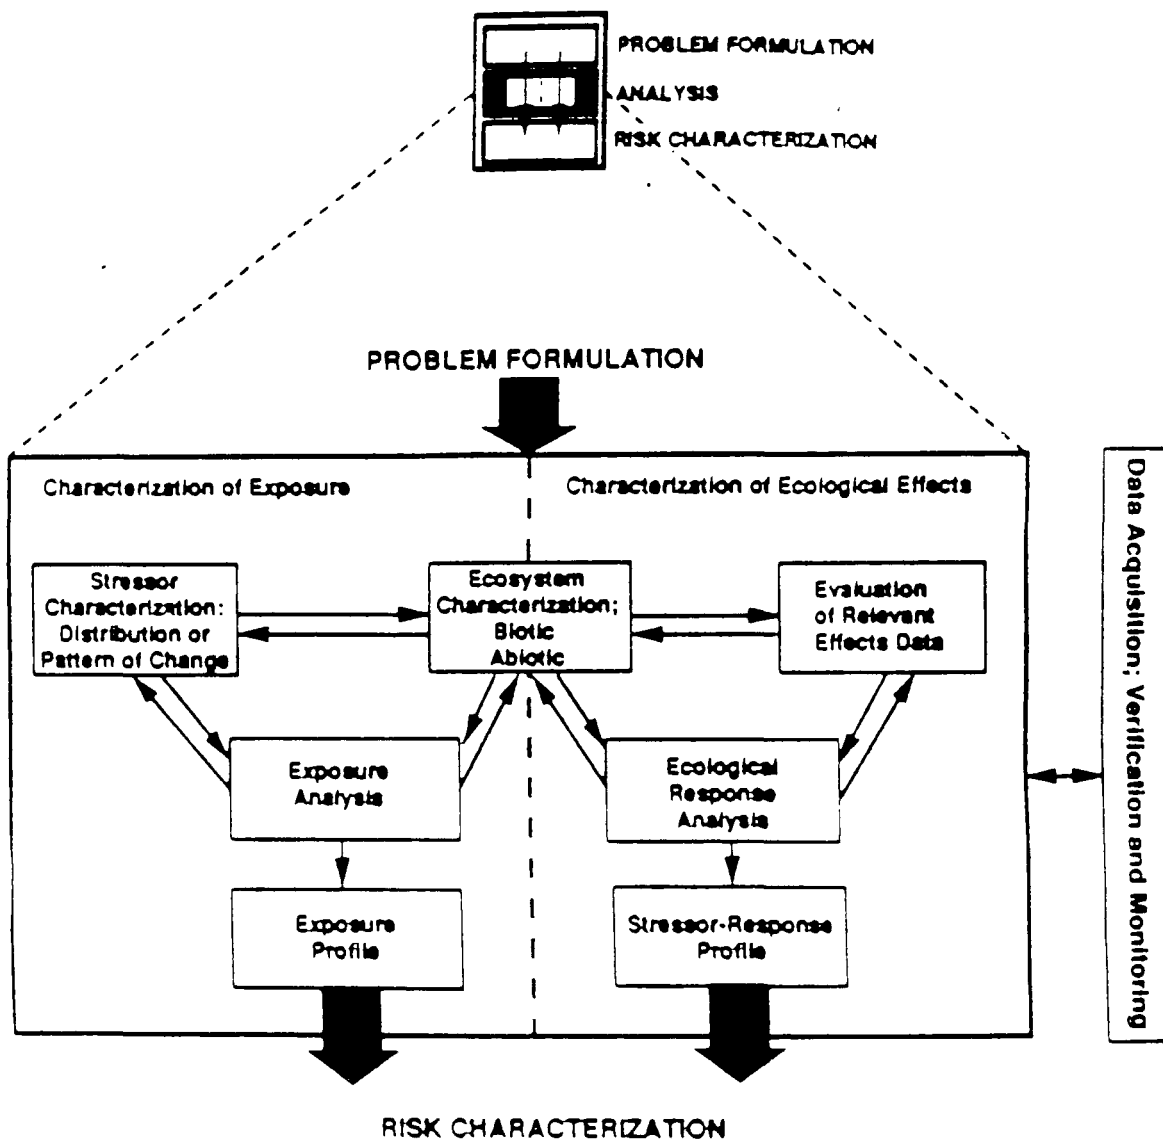 PROBLEM FORMULATION
ANALYSIS
RISK CHARACTERIZATION
PROBLEM FORMULATION
Characterization of Exposure
Characterization of Ecological Effects
Stressor
Characterization:
Distribution or
Pattern of Change
Ecosystem
Characterization;
Biotic
Abiotic
Evaluation
of Relevant
Effects Data
Exposure
Analysis
Ecological
Response
Analysis
Exposure
Profile
Stressor-Response
Profile
Data Acquisition; Verification and Monitoring
RISK CHARACTERIZATION